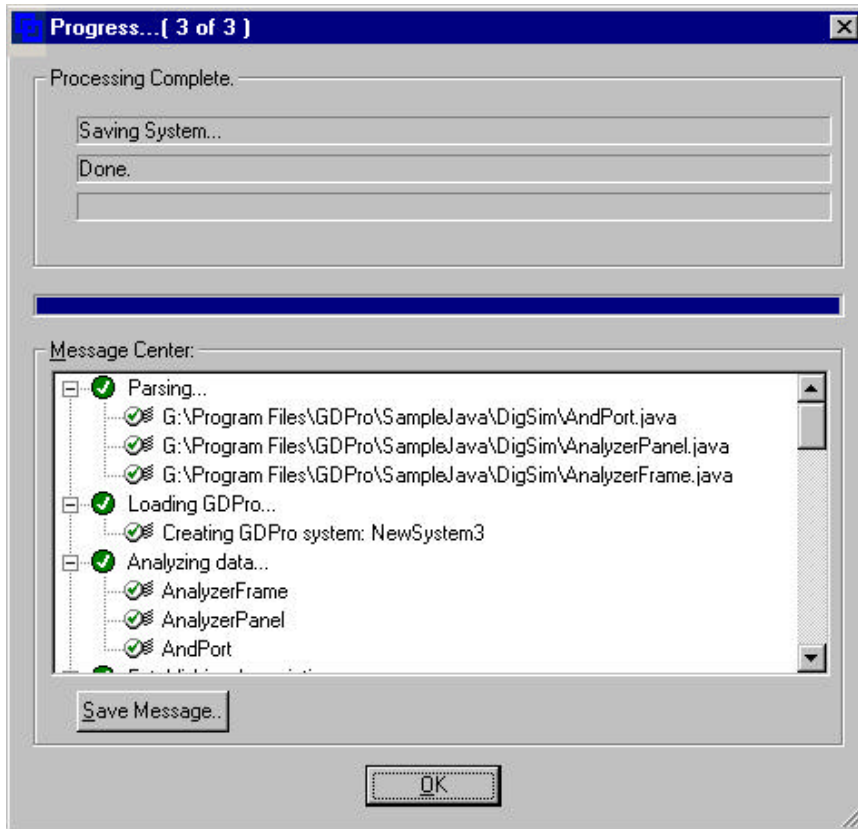 Progress...( 3 of 3 )
Processing Complete.
Saving System...
Done.
Message Center:
Parsing...
G:\Program Files\GDPro\SampleJava\DigSim\AndPort.java
G:\Program Files\GDPro\SampleJava\DigSim\AnalyzerPanel.java
G:\Program Files\GDPro\SampleJava\DigSim\AnalyzerFrame.java
Loading GDPro...
Creating GDPro system: NewSystem3
Analyzing data...
AnalyzerFrame
AnalyzerPanel
AndPort
Save Message..
OK